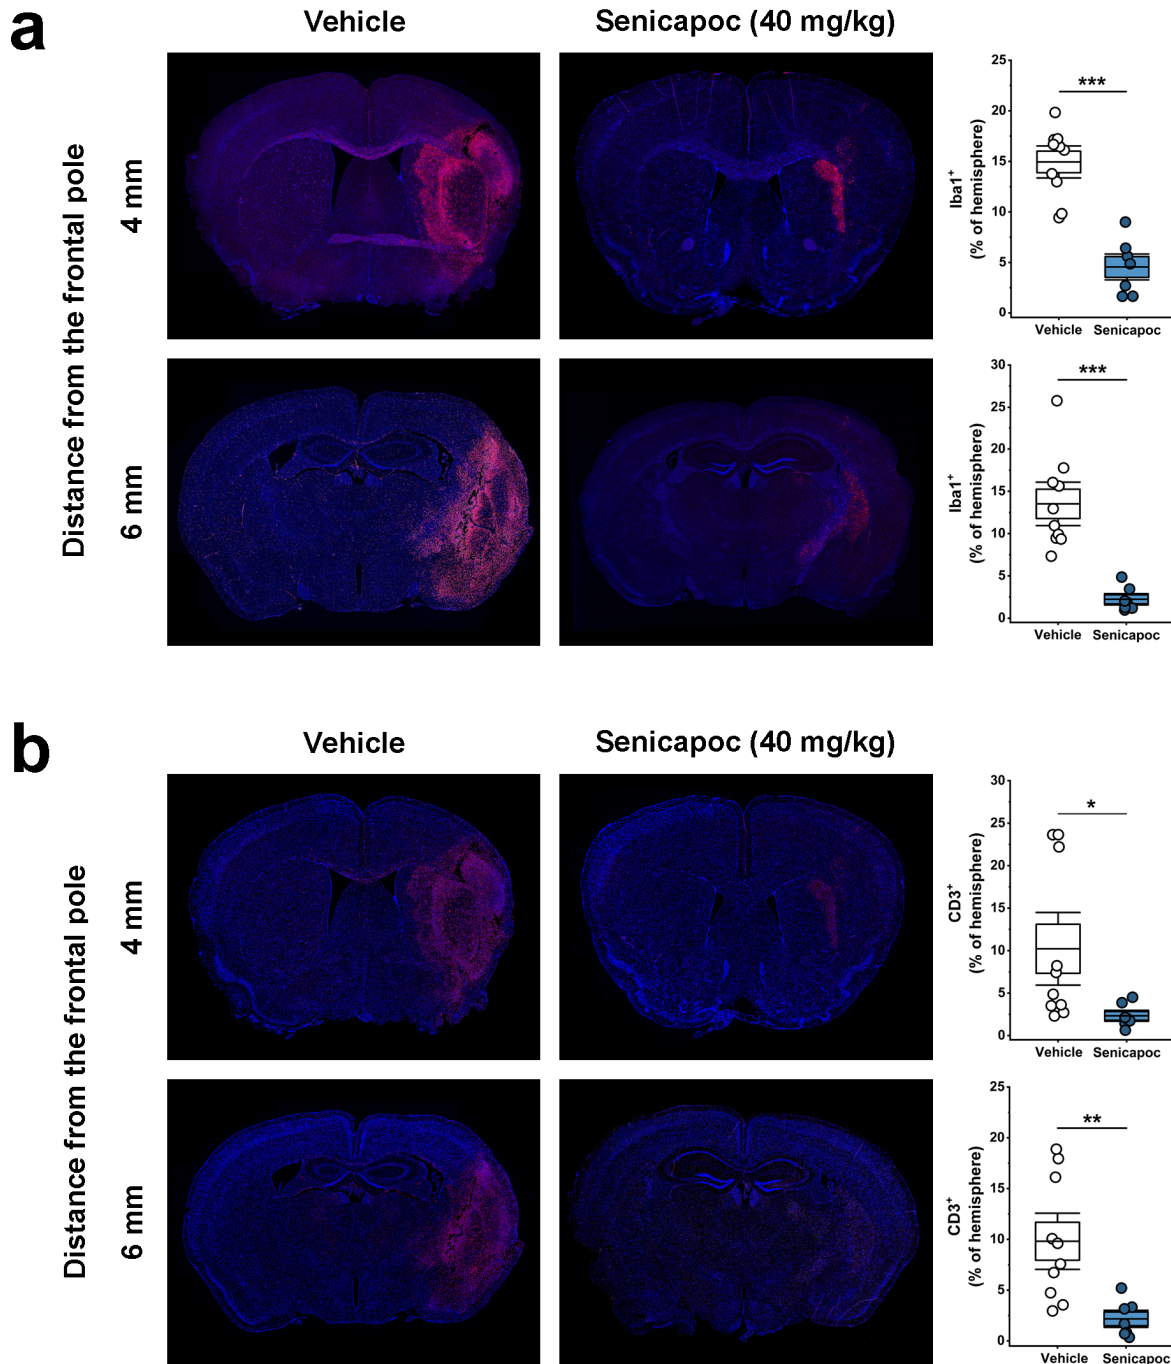 a
Vehicle
Senicapoc (40 mg/kg)
Distance from the frontal pole
4 mm
6 mm
Iba1⁺
(% of hemisphere)
25
20
15
10
5
0
***
Vehicle
Senicapoc
Iba1⁺
(% of hemisphere)
30
25
20
15
10
5
0
***
Vehicle
Senicapoc
b
Vehicle
Senicapoc (40 mg/kg)
Distance from the frontal pole
4 mm
6 mm
CD3⁺
(% of hemisphere)
30
25
20
15
10
5
0
*
Vehicle
Senicapoc
CD3⁺
(% of hemisphere)
25
20
15
10
5
0
**
Vehicle
Senicapoc